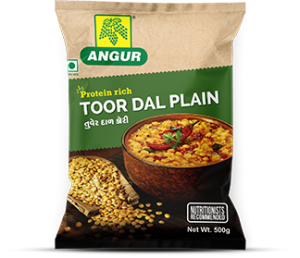 ANGUR
Protein rich
TOOR DAL PLAIN
તુવેર દાળ કોરી
NUTRITIONISTS
RECOMMENDED
Net Wt. 500g